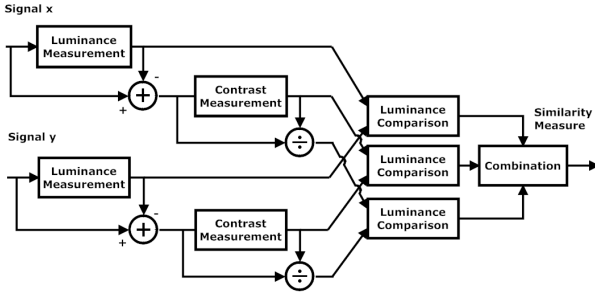 Signal x
Luminance
Measurement
-
+
+
Contrast
Measurement
÷
Luminance
Comparison
Similarity
Measure
Signal y
Luminance
Measurement
-
+
+
Luminance
Comparison
Combination
Contrast
Measurement
÷
Luminance
Comparison